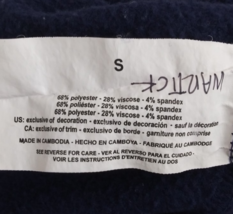 S
WARTICK
68% polyester - 28% viscose - 4% spandex
68% poliéster - 28% viscosa - 4% spandex
68% polyester - 28% viscose - 4% spandex
US: exclusive of decoration - exclusivo de decoración - sauf la décoration
CA: exclusive of trim - exclusivo de borde - garniture non comprise
MADE IN CAMBODIA - HECHO EN CAMBOYA - FABRIQUÉ AU CAMBODGE
SEE REVERSE FOR CARE - VER AL REVERSO PARA EL CUIDADO -
VOIR LES INSTRUCTIONS D'ENTRETIEN AU DOS